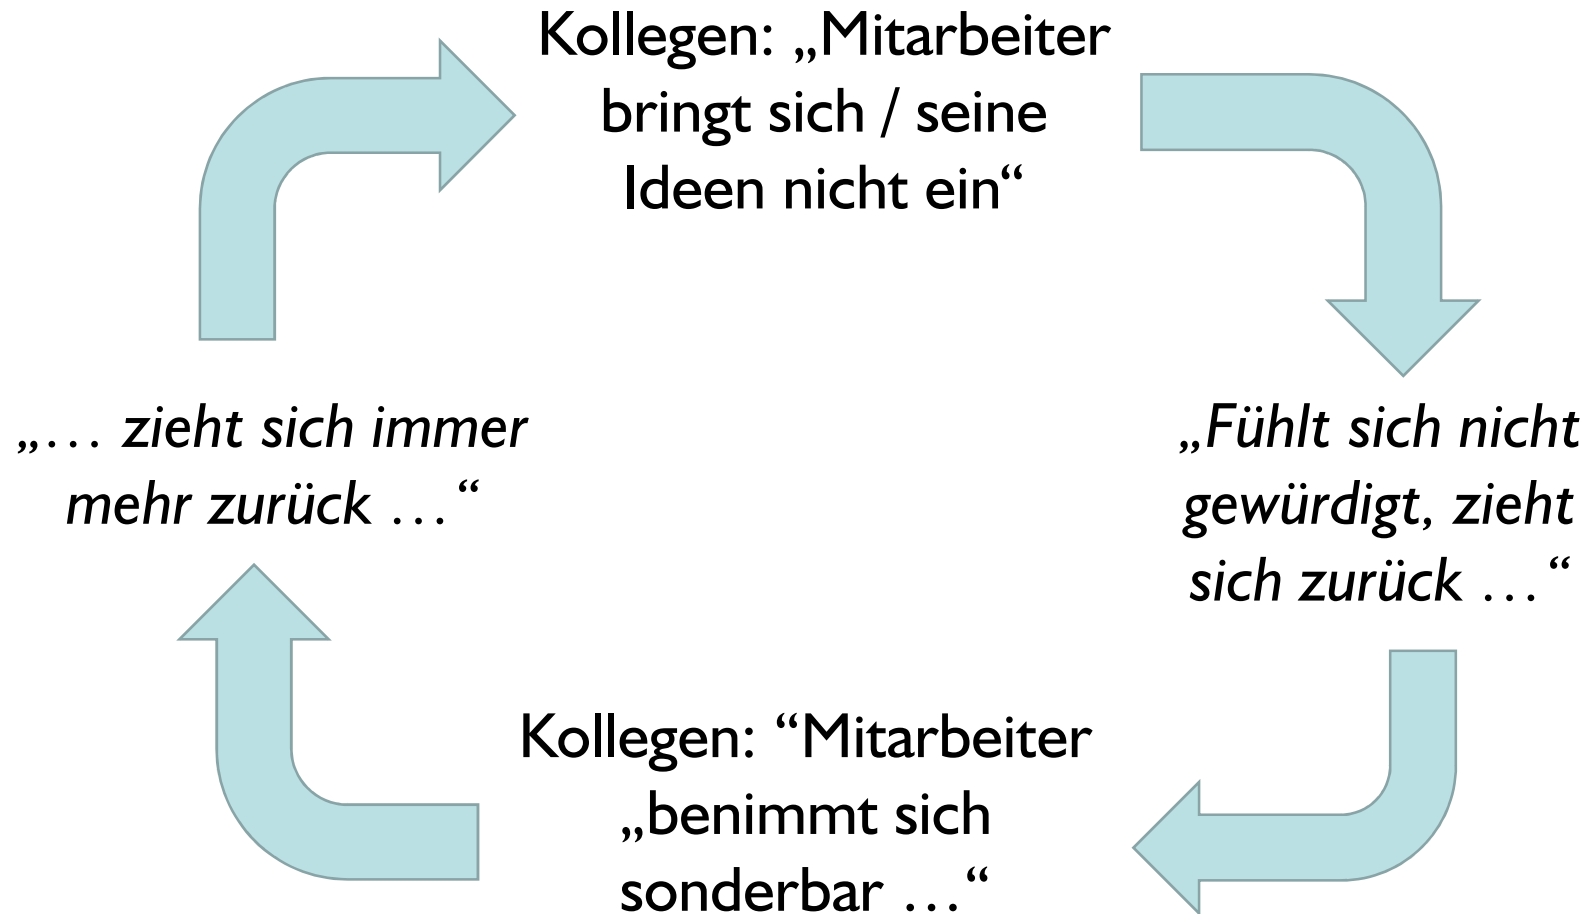 Kollegen: „Mitarbeiter
bringt sich / seine
Ideen nicht ein“
„… zieht sich immer
mehr zurück …“
„Fühlt sich nicht
gewürdigt, zieht
sich zurück …“
Kollegen: “Mitarbeiter
„benimmt sich
sonderbar …“